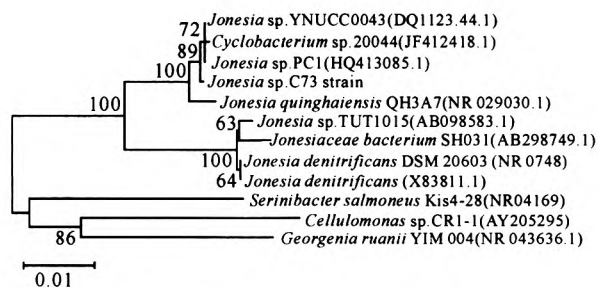 72
Jonesia sp.YNUCC0043(DQ1123.44.1)
Cyclobacterium sp.20044(JF412418.1)
89
Jonesia sp.PC1(HQ413085.1)
100
Jonesia sp.C73 strain
100
Jonesia quinghaiensis QH3A7(NR 029030.1)
63
Jonesia sp.TUT1015(AB098583.1)
Jonesiaceae bacterium SH031(AB298749.1)
100
Jonesia denitrificans DSM 20603 (NR 0748)
64
Jonesia denitrificans (X83811.1)
Serinibacter salmoneus Kis4-28(NR04169)
Cellulomonas sp.CR1-1(AY205295)
86
Georgenia ruanii YIM 004(NR 043636.1)
0.01